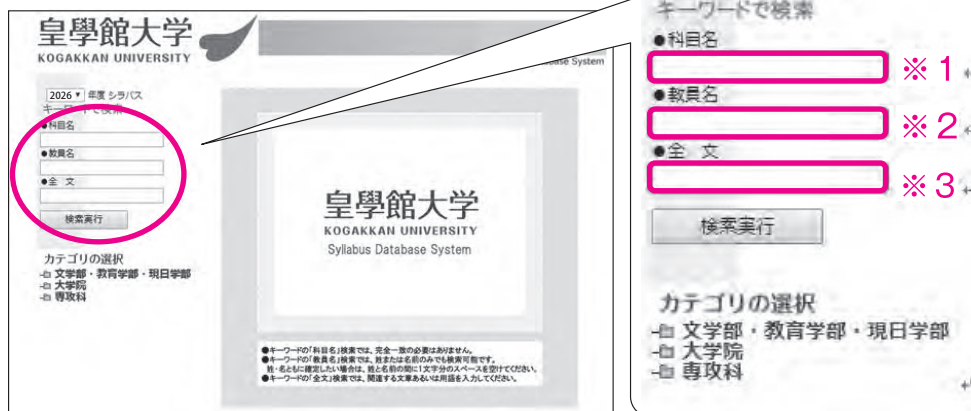 皇學館大学
KOGAKKAN UNIVERSITY
ase System
2026 年度 シラバス
キーワードで検索
●科目名
●教員名
●全 文
検索実行
カテゴリの選択
文学部・教育学部・現日学部
大学院
専攻科
皇學館大学
KOGAKKAN UNIVERSITY
Syllabus Database System
●キーワードの「科目名」検索では、完全一致の必要はありません。
●キーワードの「教員名」検索では、姓または名前のみでも検索可能です。
姓・名ともに確定したい場合は、姓と名前の間に1文字分のスペースを空けてください。
●キーワードの「全文」検索では、関連する文章あるいは用語を入力してください。
キーワードで検索
●科目名
※1
●教員名
※2
●全 文
※3
検索実行
カテゴリの選択
文学部・教育学部・現日学部
大学院
専攻科